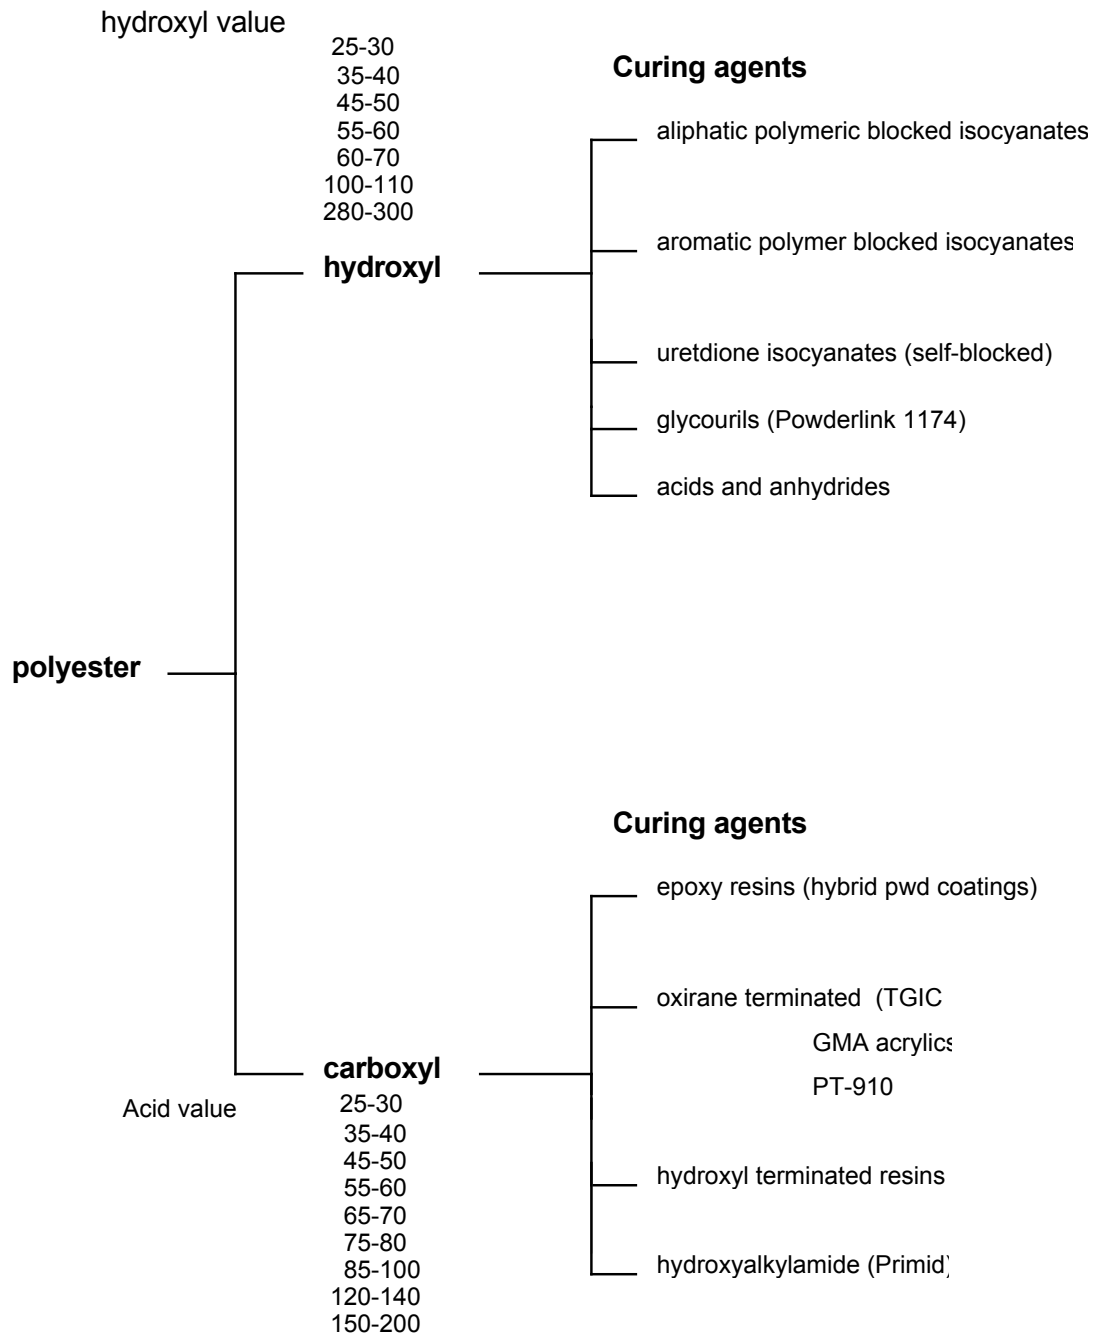 hydroxyl value
25-30
35-40
45-50
55-60
60-70
100-110
280-300
hydroxyl
Curing agents
aliphatic polymeric blocked isocyanates
aromatic polymer blocked isocyanates
uretdione isocyanates (self-blocked)
glycourils (Powderlink 1174)
acids and anhydrides
polyester
Curing agents
epoxy resins (hybrid pwd coatings)
oxirane terminated (TGIC
GMA acrylics
PT-910
hydroxyl terminated resins
hydroxyalkylamide (Primid)
carboxyl
Acid value
25-30
35-40
45-50
55-60
65-70
75-80
85-100
120-140
150-200